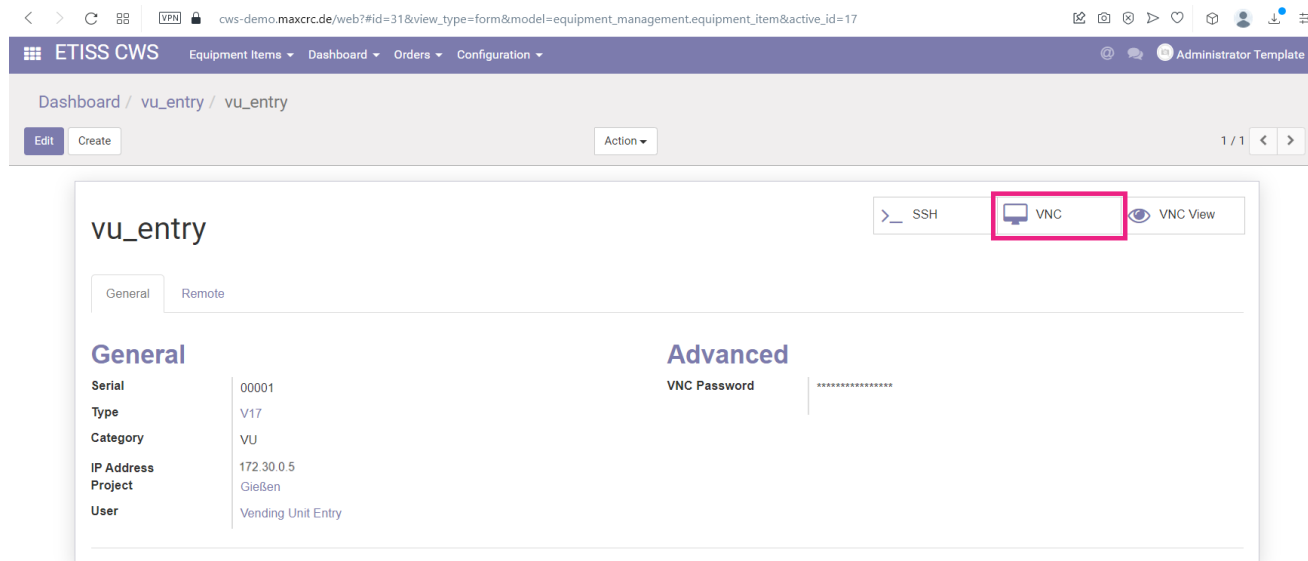 VPN cws-demo.maxcrc.de/web?#id=31&view_type=form&model=equipment_management.equipment_item&active_id=17
ETISS CWS Equipment Items Dashboard Orders Configuration @ Administrator Template
Dashboard / vu_entry / vu_entry
Edit Create Action 1 / 1
vu_entry
>_ SSH VNC VNC View
General Remote
General Advanced
Serial 00001 VNC Password ****************
Type V17
Category VU
IP Address 172.30.0.5
Project Gießen
User Vending Unit Entry